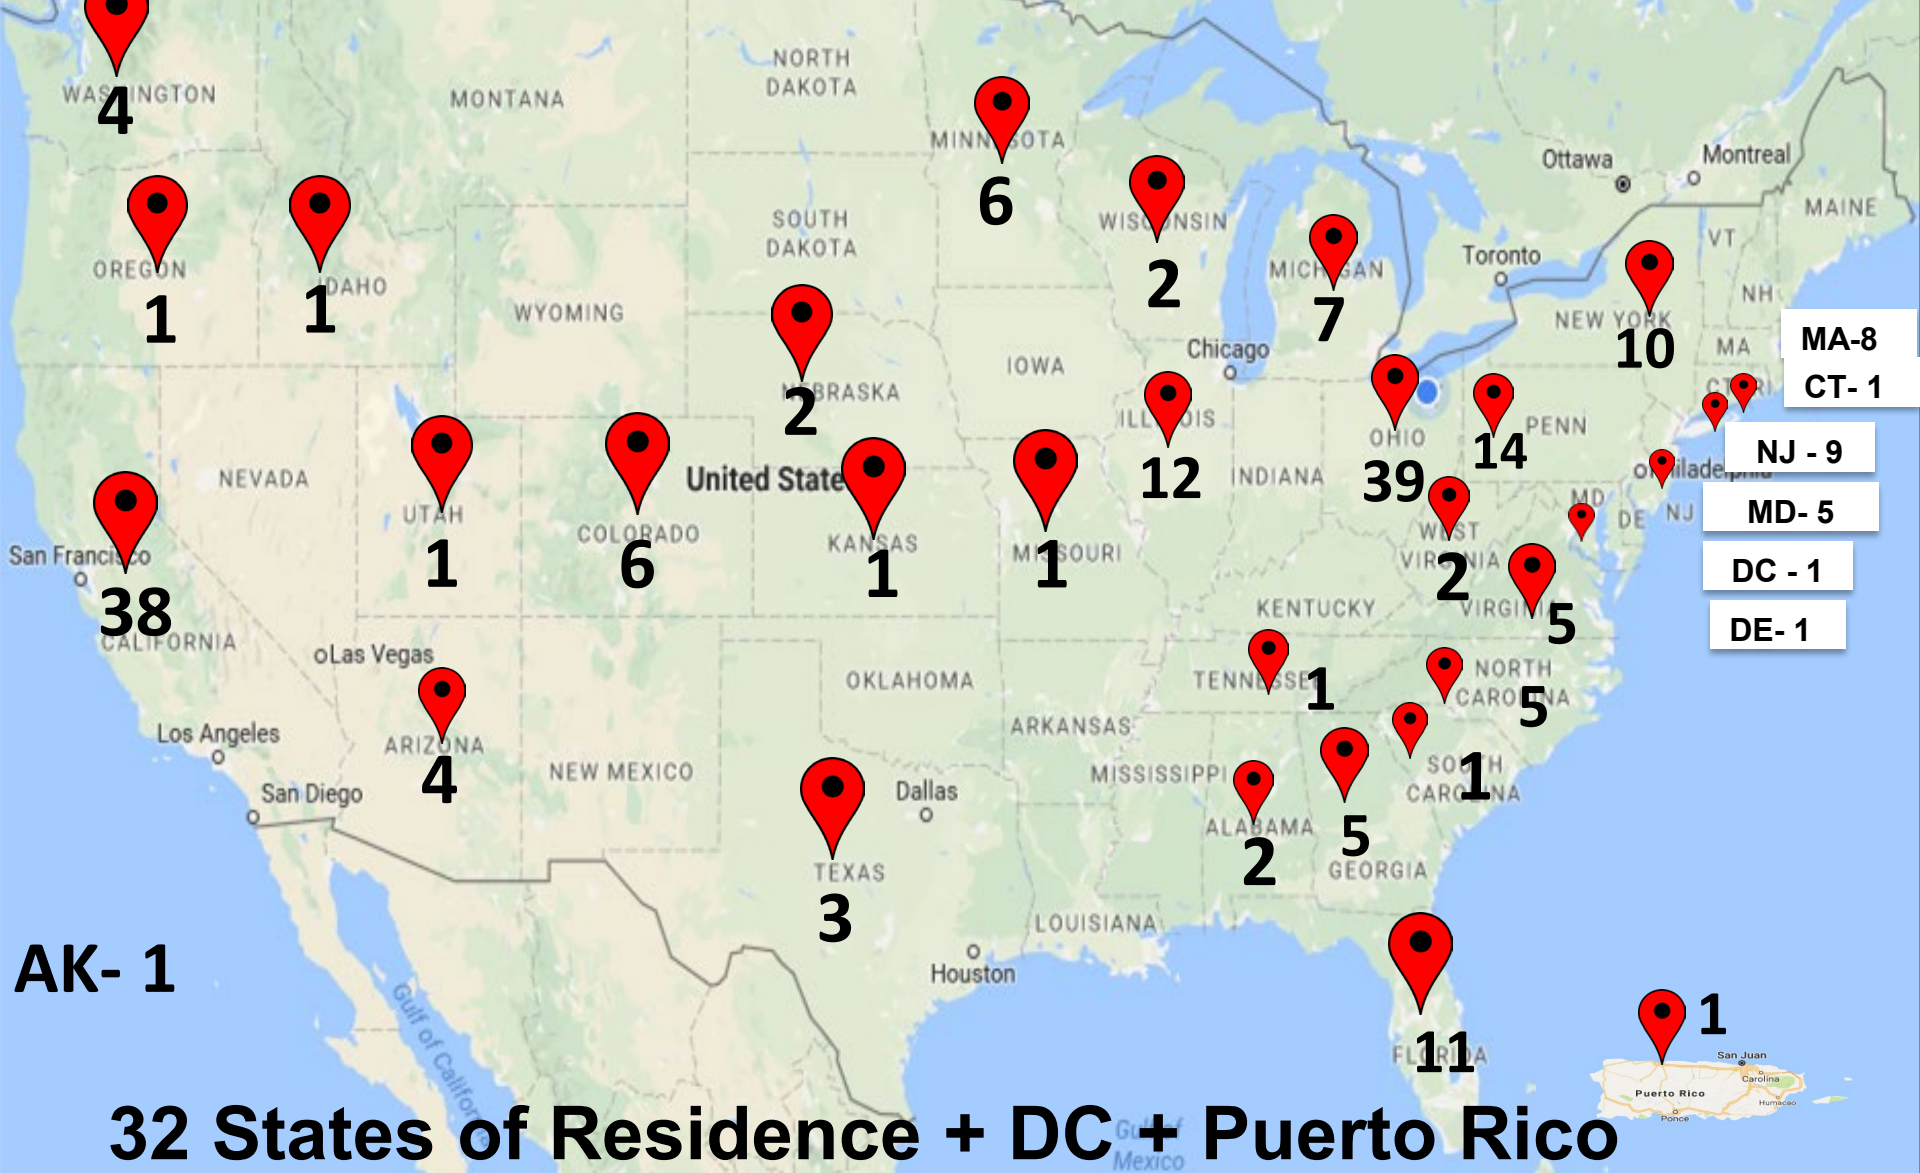 NORTH
DAKOTA
WASHINGTON
4
MONTANA
MINNESOTA
6
Ottawa
Montreal
MAINE
OREGON
1
IDAHO
1
SOUTH
DAKOTA
WISCONSIN
2
MICHIGAN
7
Toronto
VT
NH
WYOMING
NEW YORK
10
MA
MA-8
CT RI
CT- 1
NEBRASKA
2
IOWA
Chicago
ILLINOIS
12
INDIANA
OHIO
39
PENN
14
NJ - 9
Philadelphia
MD
DE
NJ
MD- 5
DC - 1
DE- 1
NEVADA
UTAH
1
COLORADO
6
United State
KANSAS
1
MISSOURI
1
WEST
VIRGINIA
2
VIRGINIA
5
KENTUCKY
San Francisco
38
CALIFORNIA
Las Vegas
Los Angeles
San Diego
ARIZONA
4
NEW MEXICO
OKLAHOMA
ARKANSAS
TENNESSEE
1
NORTH
CAROLINA
5
SOUTH
CAROLINA
1
MISSISSIPPI
ALABAMA
2
5
GEORGIA
Dallas
TEXAS
3
LOUISIANA
Houston
FLORIDA
11
AK- 1
Gulf of California
1
San Juan
Carolina
Puerto Rico
Humacao
Ponce
Gulf of
Mexico
32 States of Residence + DC + Puerto Rico